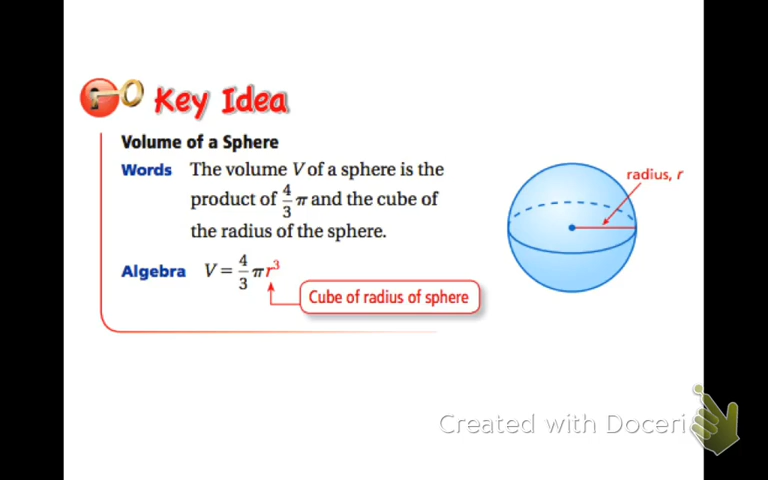 Key Idea
Volume of a Sphere
Words The volume V of a sphere is the
product of 4/3 π and the cube of
the radius of the sphere.
Algebra V = 4/3 πr³
Cube of radius of sphere
radius, r
Created with Doceri